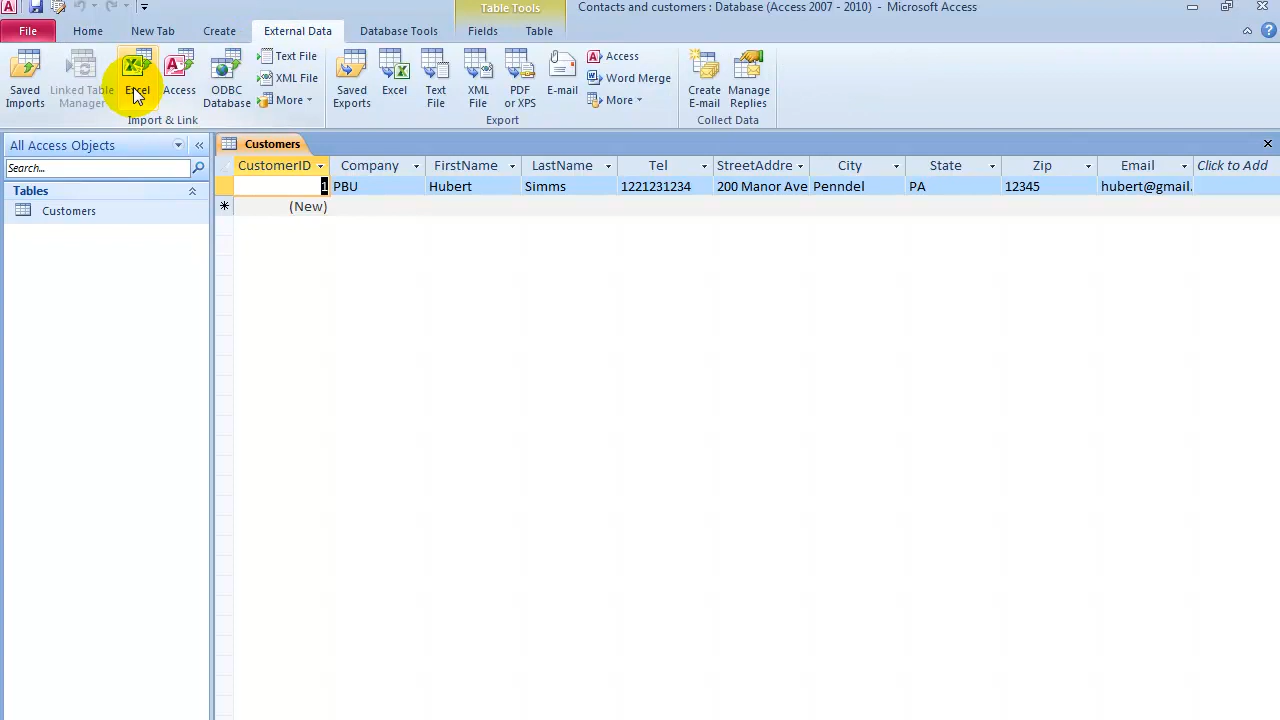 Table Tools
Contacts and customers : Database (Access 2007 - 2010) - Microsoft Access
File
Home
New Tab
Create
External Data
Database Tools
Fields
Table
Saved
Imports
Linked Table
Manager
Excel
Access
ODBC
Database
Text File
XML File
More
Import & Link
Saved
Exports
Excel
Text
File
XML
File
PDF
or XPS
E-mail
Access
Word Merge
More
Export
Create
E-mail
Manage
Replies
Collect Data
All Access Objects
Search...
Tables
Customers
Customers
CustomerID Company FirstName LastName Tel StreetAddre City State Zip Email Click to Add
1 PBU Hubert Simms 1221231234 200 Manor Ave Penndel PA 12345 hubert@gmail.
(New)